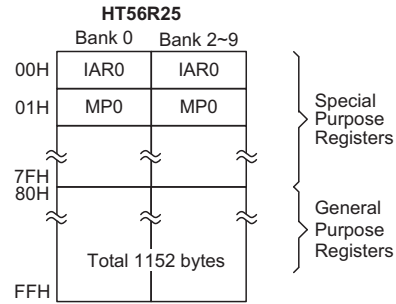 HT56R25
Bank 0 Bank 2~9
00H IAR0 IAR0
01H MP0 MP0
Special
Purpose
Registers
7FH
80H
General
Purpose
Registers
Total 1152 bytes
FFH